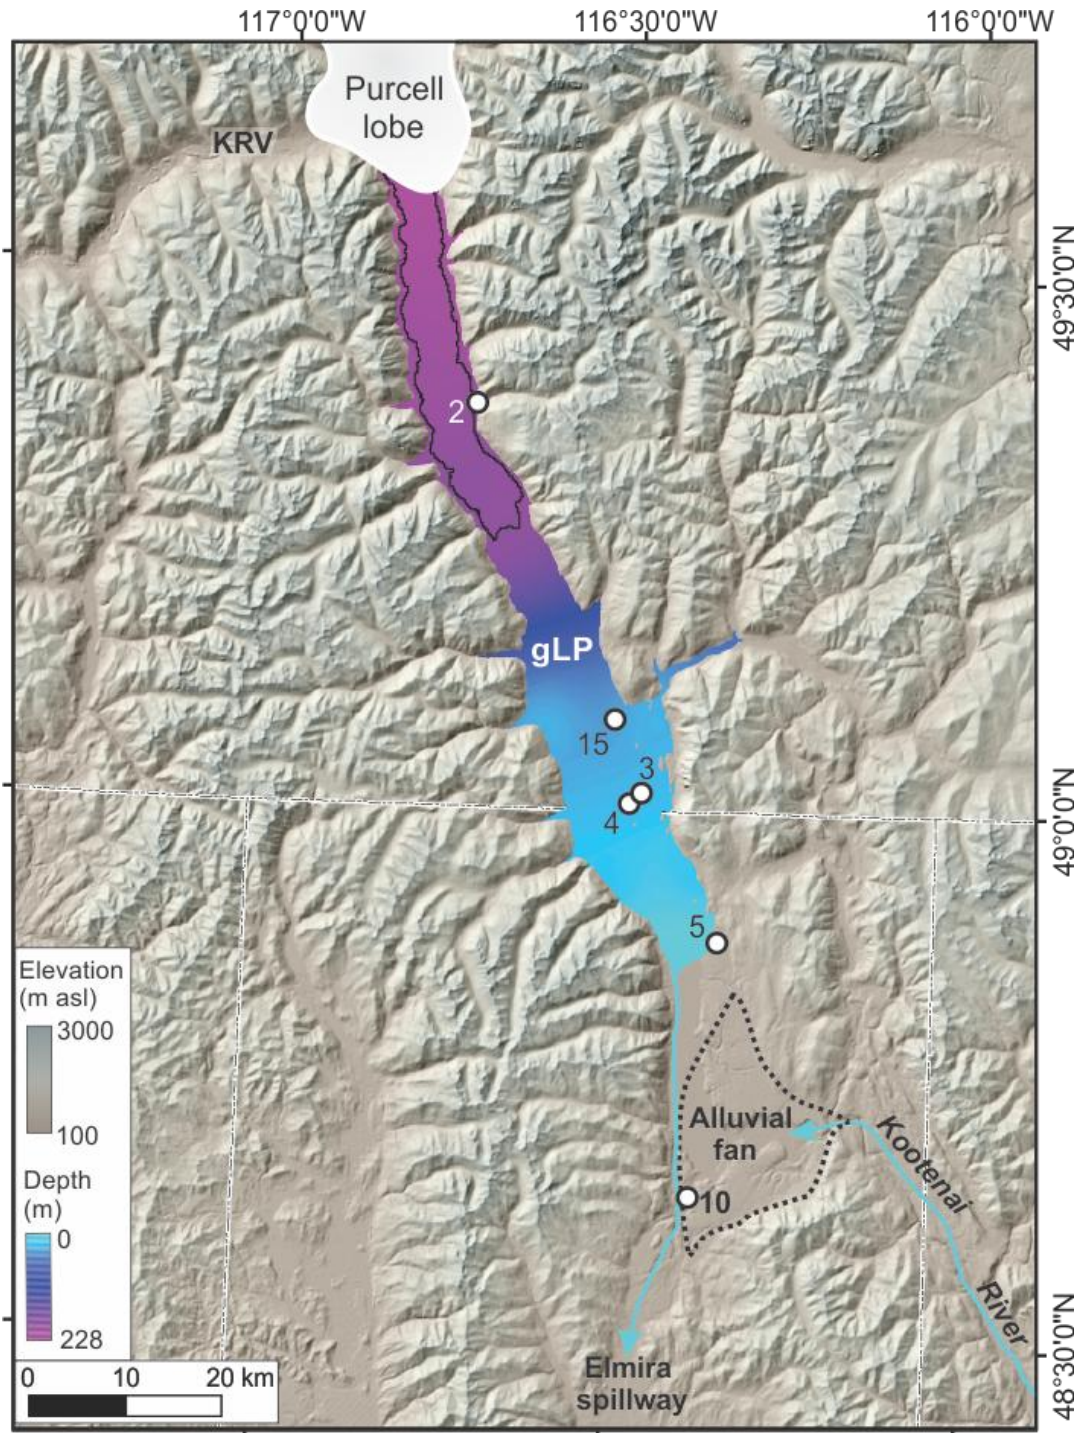 117°0'0"W
116°30'0"W
116°0'0"W
Purcell
lobe
KRV
49°30'0"N
2
gLP
15
3
4
49°0'0"N
5
Elevation
(m asl)
3000
100
Depth
(m)
0
228
Alluvial
fan
Kootenai
River
10
48°30'0"N
Elmira
spillway
0 10 20 km